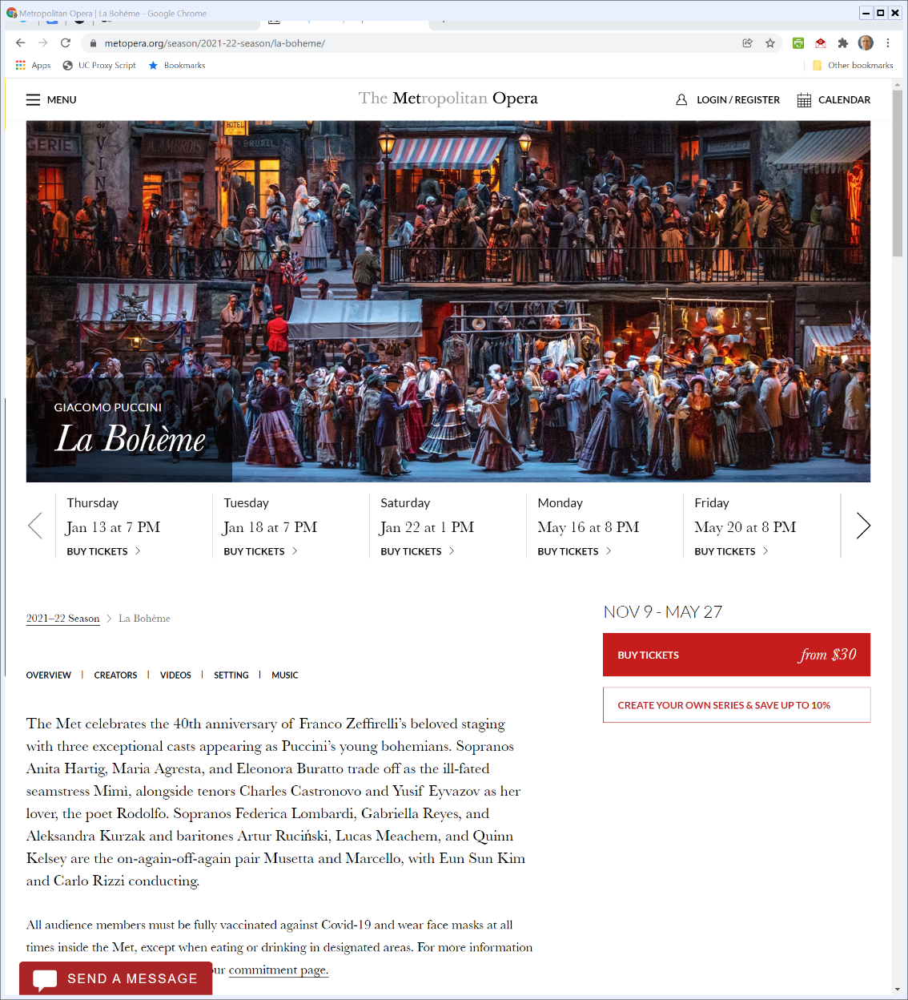 Metropolitan Opera | La Bohème - Google Chrome
metopera.org/season/2021-22-season/la-boheme/
Apps UC Proxy Script Bookmarks Other bookmarks
MENU The Metropolitan Opera LOGIN / REGISTER CALENDAR
HOTEL
GERIE
VIN
A. AMBROIS
BRUNEL
GIACOMO PUCCINI
La Bohème
Thursday
Jan 13 at 7 PM
BUY TICKETS
Tuesday
Jan 18 at 7 PM
BUY TICKETS
Saturday
Jan 22 at 1 PM
BUY TICKETS
Monday
May 16 at 8 PM
BUY TICKETS
Friday
May 20 at 8 PM
BUY TICKETS
2021–22 Season > La Bohème
NOV 9 - MAY 27
BUY TICKETS from $30
CREATE YOUR OWN SERIES & SAVE UP TO 10%
OVERVIEW | CREATORS | VIDEOS | SETTING | MUSIC
The Met celebrates the 40th anniversary of Franco Zeffirelli’s beloved staging
with three exceptional casts appearing as Puccini’s young bohemians. Sopranos
Anita Hartig, Maria Agresta, and Eleonora Buratto trade off as the ill-fated
seamstress Mimì, alongside tenors Charles Castronovo and Yusif Eyvazov as her
lover, the poet Rodolfo. Sopranos Federica Lombardi, Gabriella Reyes, and
Aleksandra Kurzak and baritones Artur Ruciński, Lucas Meachem, and Quinn
Kelsey are the on-again-off-again pair Musetta and Marcello, with Eun Sun Kim
and Carlo Rizzi conducting.
All audience members must be fully vaccinated against Covid-19 and wear face masks at all
times inside the Met, except when eating or drinking in designated areas. For more information
ur commitment page.
SEND A MESSAGE